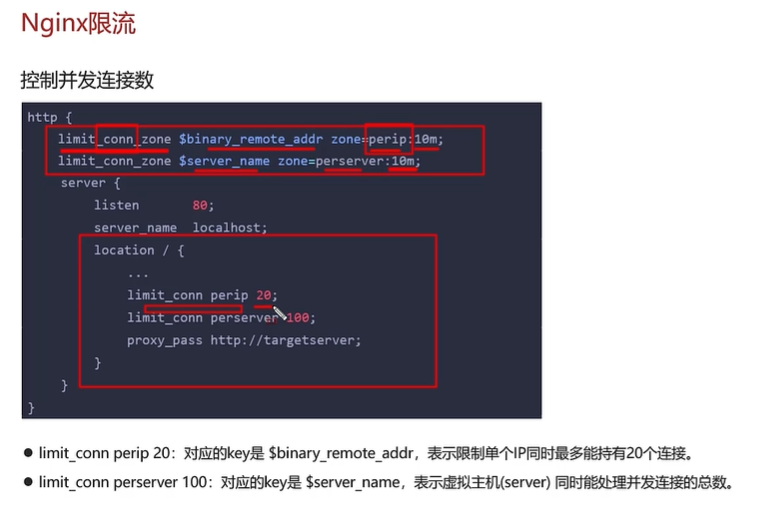 Nginx限流
控制并发连接数
http {
limit_conn_zone $binary_remote_addr zone=perip:10m;
limit_conn_zone $server_name zone=perserver:10m;
server {
listen 80;
server_name localhost;
location / {
...
limit_conn perip 20;
limit_conn perserver 100;
proxy_pass http://targetserver;
}
}
}
● limit_conn perip 20：对应的key是 $binary_remote_addr，表示限制单个IP同时最多能持有20个连接。
● limit_conn perserver 100：对应的key是 $server_name，表示虚拟主机(server) 同时能处理并发连接的总数。